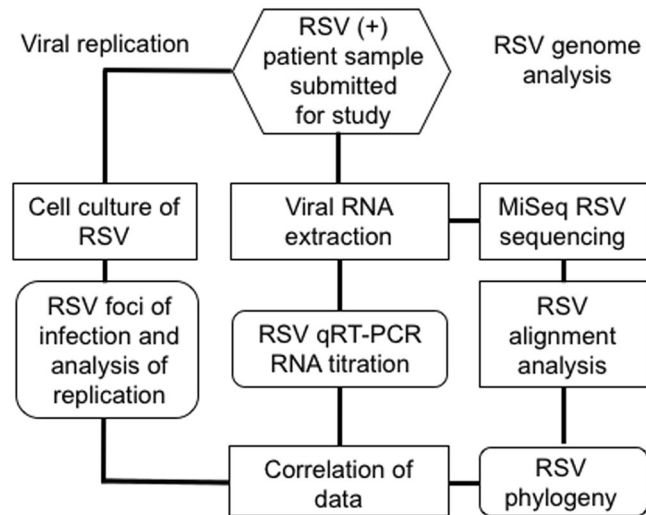 Viral replication
RSV (+)
patient sample
submitted
for study
RSV genome
analysis
Cell culture of
RSV
Viral RNA
extraction
MiSeq RSV
sequencing
RSV foci of
infection and
analysis of
replication
RSV qRT-PCR
RNA titration
RSV
alignment
analysis
Correlation of
data
RSV
phylogeny